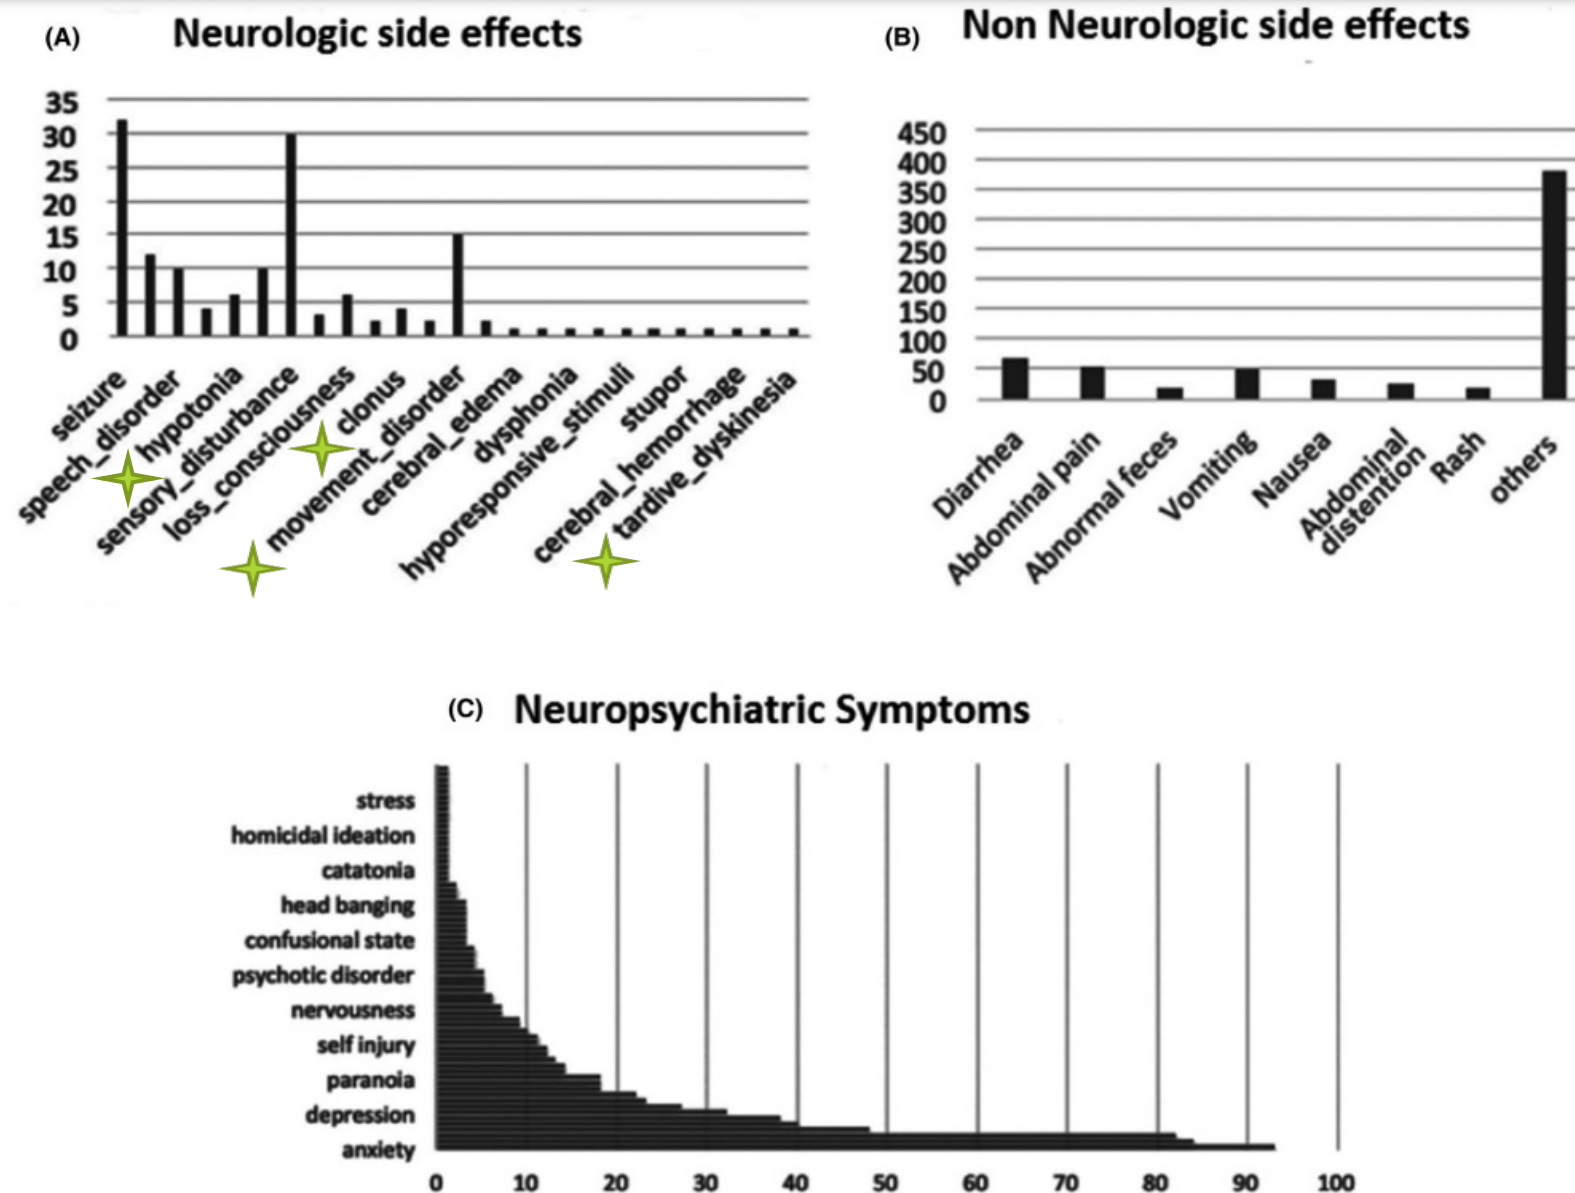 (A) Neurologic side effects
35
30
25
20
15
10
5
0
seizure
speech_disorder
hypotonia
sensory_disturbance
loss_consciousness
clonus
movement_disorder
cerebral_edema
dysphonia
hyporesponsive_stimuli
stupor
cerebral_hemorrhage
tardive_dyskinesia
(B) Non Neurologic side effects
450
400
350
300
250
200
150
100
50
0
Diarrhea
Abdominal pain
Abnormal feces
Vomiting
Nausea
Abdominal
distention
Rash
others
(C) Neuropsychiatric Symptoms
stress
homicidal ideation
catatonia
head banging
confusional state
psychotic disorder
nervousness
self injury
paranoia
depression
anxiety
0 10 20 30 40 50 60 70 80 90 100